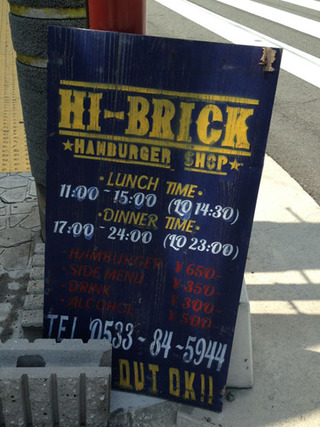 HI-BRICK
★HAMBURGER SHOP★
・LUNCH TIME・
11:00 - 15:00 (LO 14:30)
・DINNER TIME・
17:00 - 24:00 (LO 23:00)
・HAMBURGER ¥650-
・SIDE MENU ¥350-
・DRINK ¥300-
・ALCOHOL ¥500-
TEL 0533-84-5944
OUT OK!!